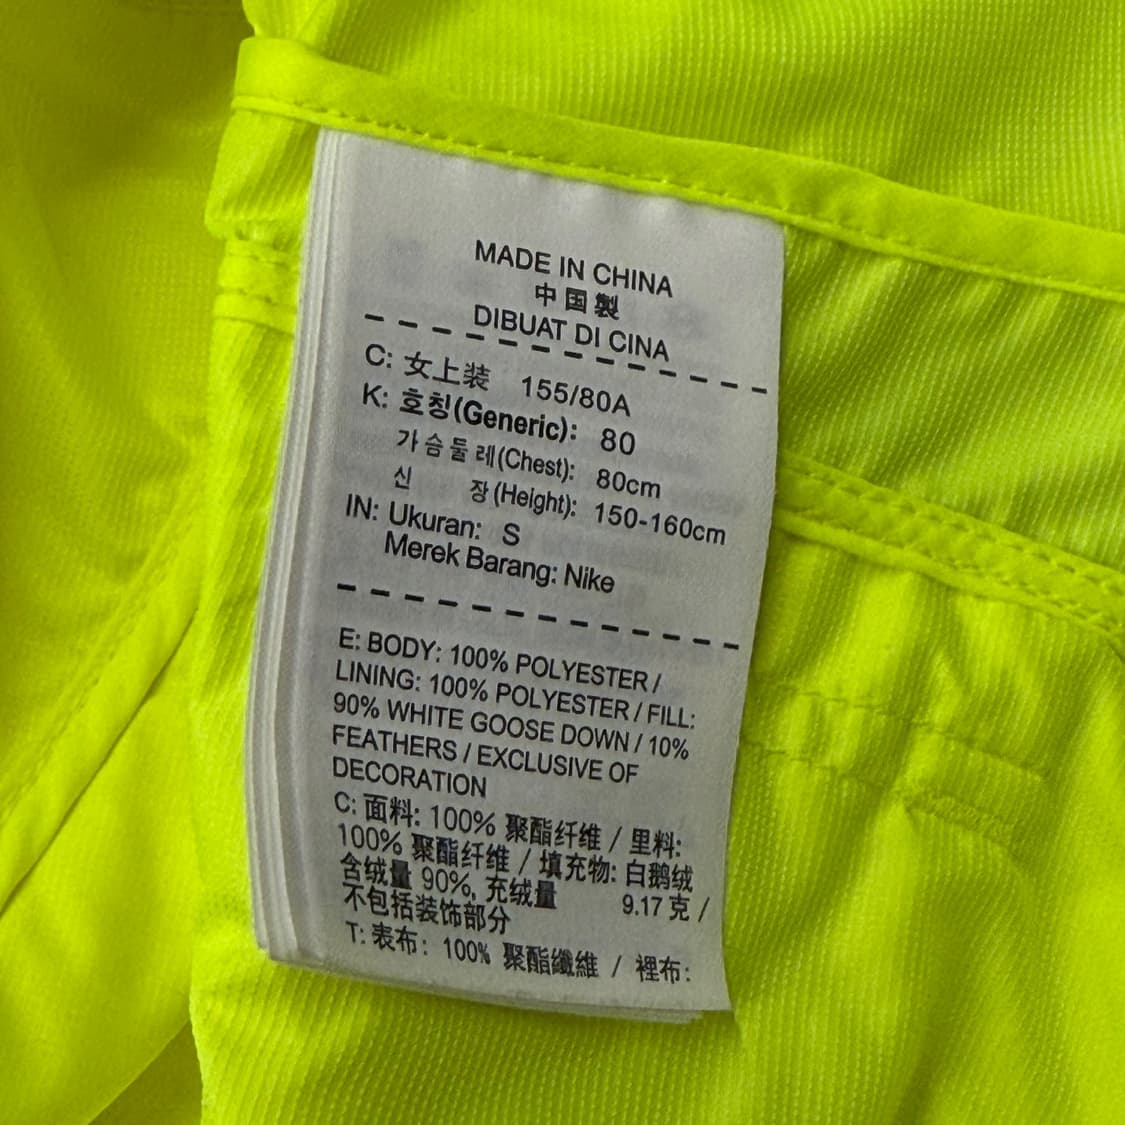 MADE IN CHINA
中国製
DIBUAT DI CINA
C: 女上装 155/80A
K: 호칭(Generic): 80
가슴둘레(Chest): 80cm
신 장(Height): 150-160cm
IN: Ukuran: S
Merek Barang: Nike
E: BODY: 100% POLYESTER /
LINING: 100% POLYESTER / FILL:
90% WHITE GOOSE DOWN / 10%
FEATHERS / EXCLUSIVE OF
DECORATION
C: 面料: 100% 聚酯纤维 / 里料:
100% 聚酯纤维 / 填充物: 白鹅绒
含绒量 90%, 充绒量 9.17 克 /
不包括装饰部分
T: 表布: 100% 聚酯纖維 / 裡布: